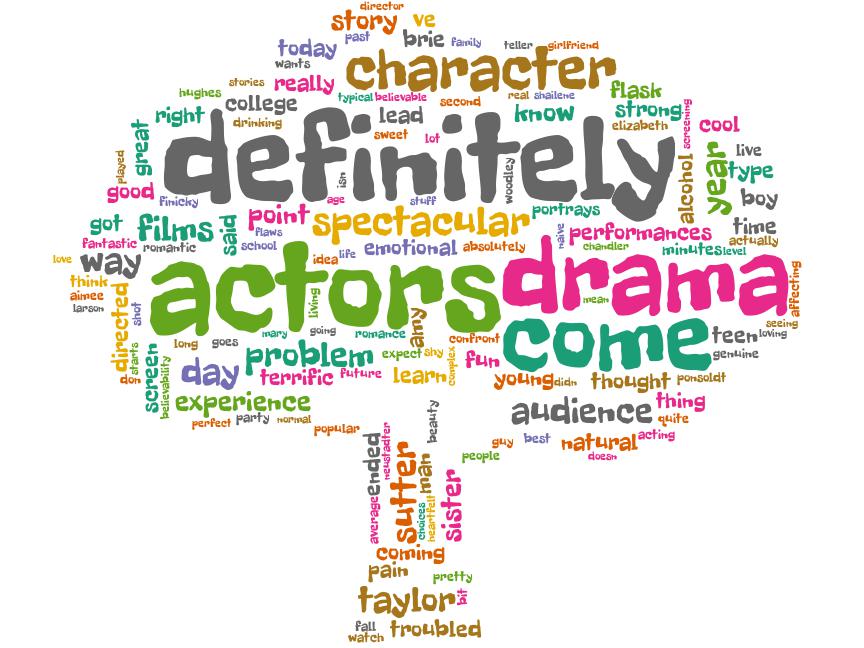 director
story ve
past brie family teller girlfriend
today
wants
character
stories really
hughes typical believable second real shailene flask
college lead know strong
right drinking sweet lot elizabeth screening cool
great definitely
played isn woodley alcohol year live
type
good finicky age stuff boy
got films said point spectacular portrays time
flaws naive performances actually
fantastic romantic school idea life emotional absolutely chandler minutes level
love way
think actors drama
aimee mean affecting
larson shot living seeing
directed come
mary going romance amy confront teen loving
long goes genuine
starts screen problem expect shy complex fun
don believability day terrific future learn young didn thought ponsoldt
experience audience thing
perfect party normal beauty quite
popular guy best natural acting
people doesn
ended neustadter
average sutter man sister
choices heartfelt
coming
pain pretty
taylor bit
fall
watch troubled